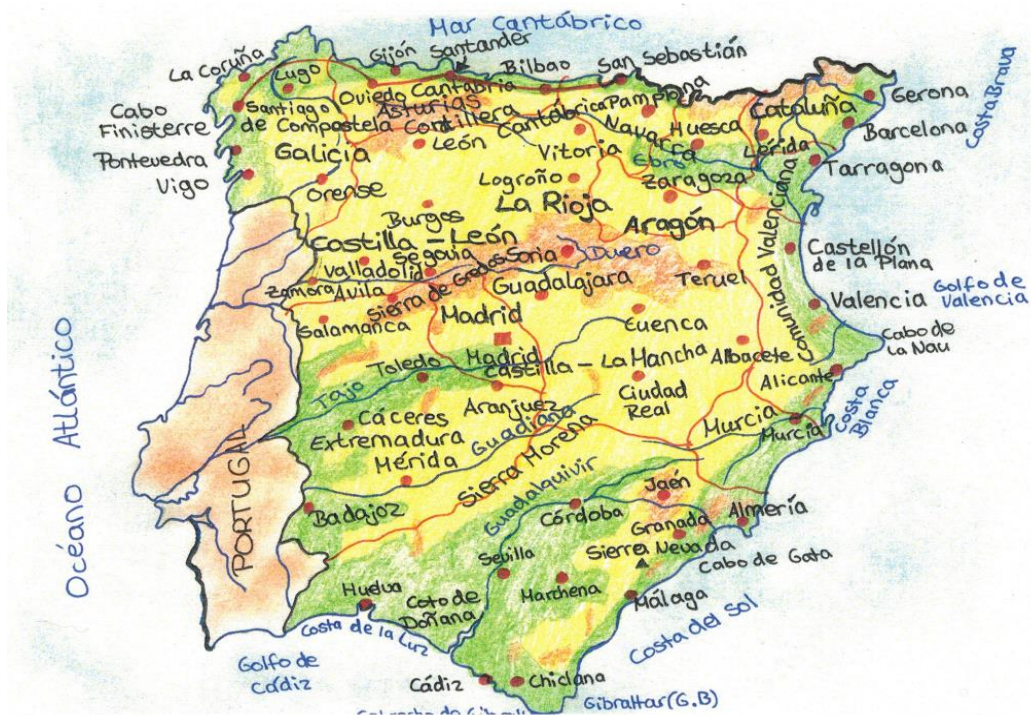 Mar Cantábrico
La Coruña
Gijón
Santander
Bilbao
San Sebastián
Lugo
Oviedo
Cantabria
Pamplona
Gerona
Costa Brava
Cabo
Finisterre
Santiago
de Compostela
Asturias
Cordillera
Cantábrica
Navarra
Huesca
Cataluña
Barcelona
Pontevedra
Galicia
León
Vitoria
Ebro
Lérida
Tarragona
Vigo
Orense
Logroño
Zaragoza
Burgos
La Rioja
Aragón
Comunidad Valenciana
Castilla - León
Segovia
Soria
Duero
Castellón
de la Plana
Valladolid
Zamora
Avila
Sierra de Gredos
Guadalajara
Teruel
Valencia
Golfo de
Valencia
Salamanca
Madrid
Cuenca
Cabo de
La Nau
Océano Atlántico
Toledo
Madrid
Castilla - La Mancha
Albacete
Alicante
Tajo
Cáceres
Aranjuez
Ciudad
Real
Costa
Blanca
PORTUGAL
Extremadura
Guadiana
Murcia
Murcia
Mérida
Sierra Morena
Badajoz
Guadalquivir
Córdoba
Jaén
Granada
Almería
Sevilla
Sierra Nevada
Cabo de Gata
Huelva
Coto de
Doñana
Marchena
Málaga
Costa de la Luz
Costa del Sol
Golfo de
Cádiz
Cádiz
Chiclana
Gibraltar (G.B)